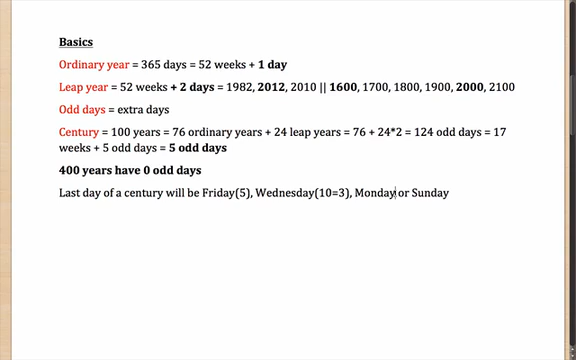 Basics
Ordinary year = 365 days = 52 weeks + 1 day
Leap year = 52 weeks + 2 days = 1982, 2012, 2010 || 1600, 1700, 1800, 1900, 2000, 2100
Odd days = extra days
Century = 100 years = 76 ordinary years + 24 leap years = 76 + 24*2 = 124 odd days = 17
weeks + 5 odd days = 5 odd days
400 years have 0 odd days
Last day of a century will be Friday(5), Wednesday(10=3), Monday or Sunday